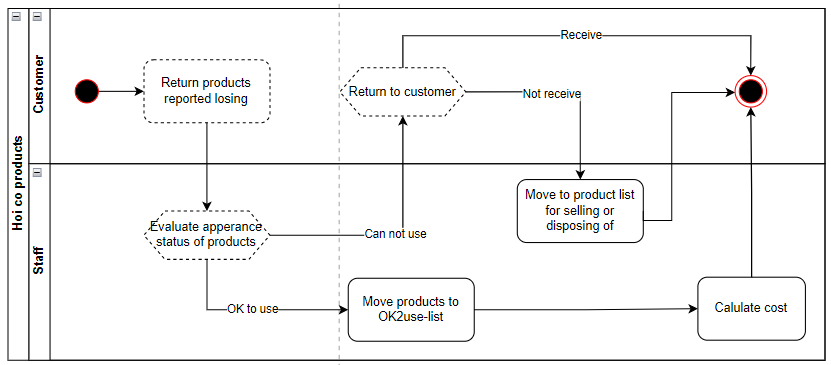 Hoi co products
Customer
Staff
Return products
reported losing
Return to customer
Receive
Not receive
Evaluate apperance
status of products
Can not use
Move to product list
for selling or
disposing of
OK to use
Move products to
OK2use-list
Calulate cost